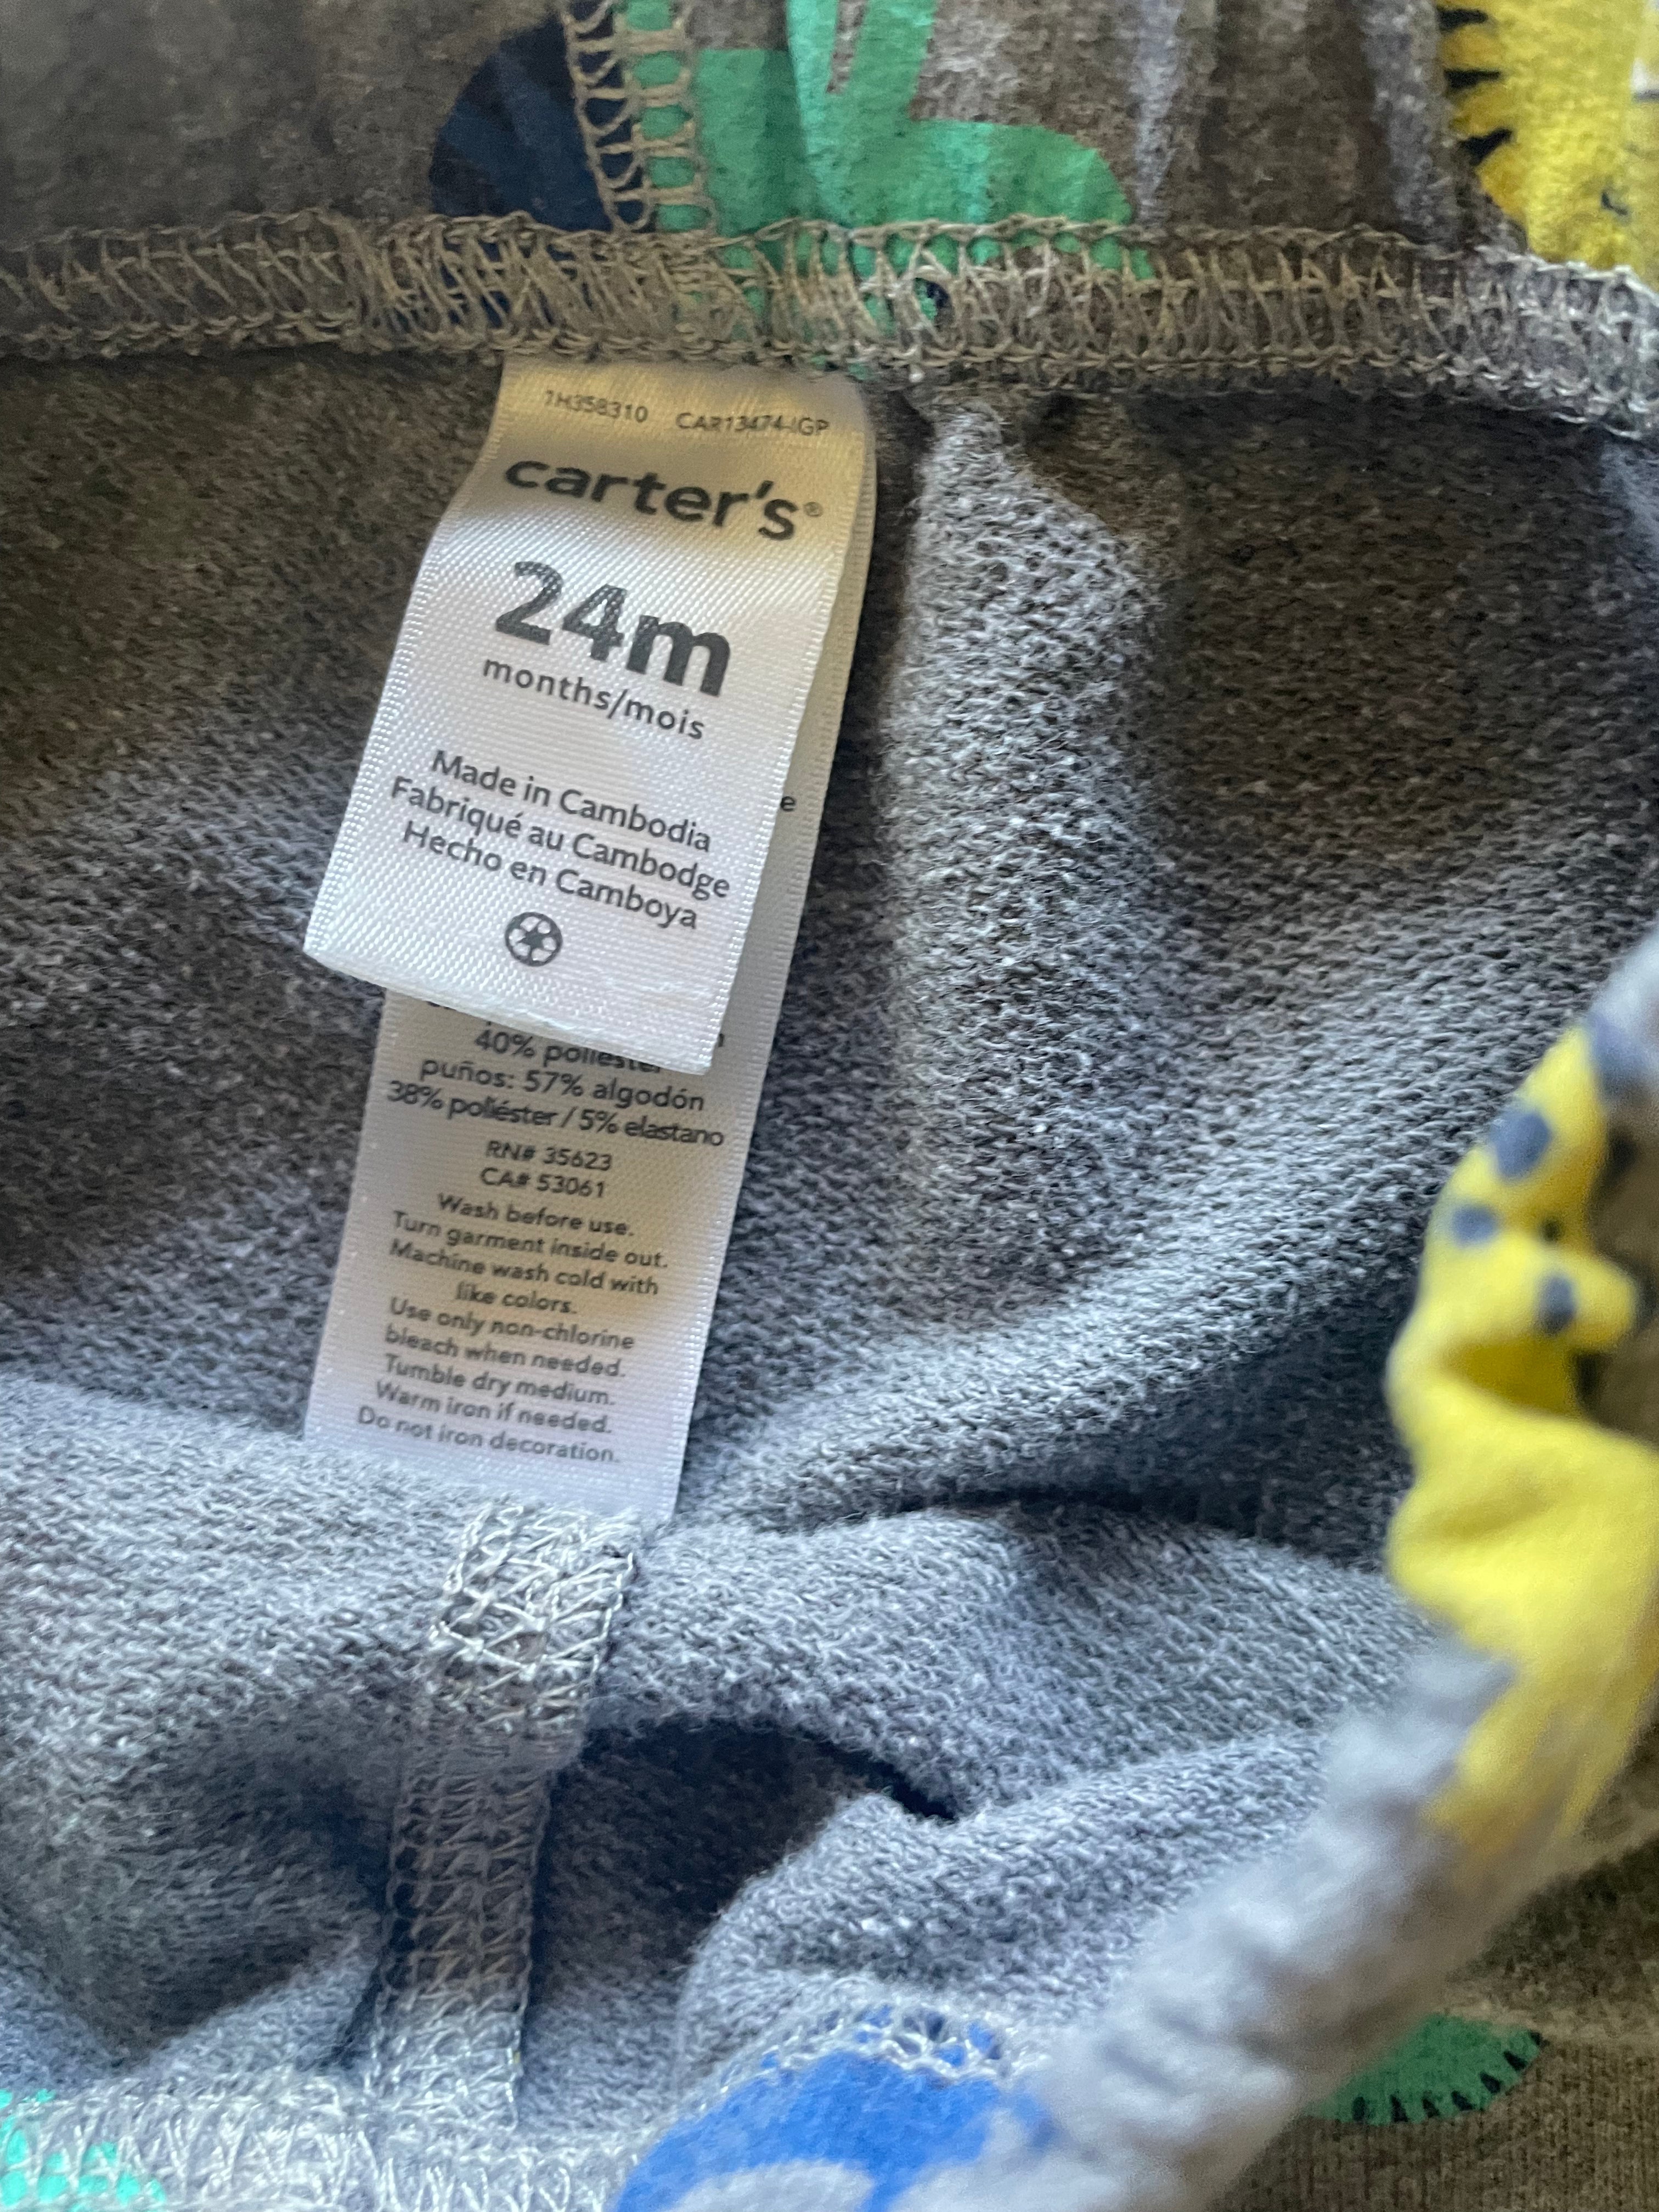 1H358310 CAR13474-IGP
carter's®
24m
months/mois
Made in Cambodia
Fabriqué au Cambodge
Hecho en Camboya
e
40% poliéster
puños: 57% algodón
38% poliéster / 5% elastano
RN# 35623
CA# 53061
Wash before use.
Turn garment inside out.
Machine wash cold with
like colors.
Use only non-chlorine
bleach when needed.
Tumble dry medium.
Warm iron if needed.
Do not iron decoration.